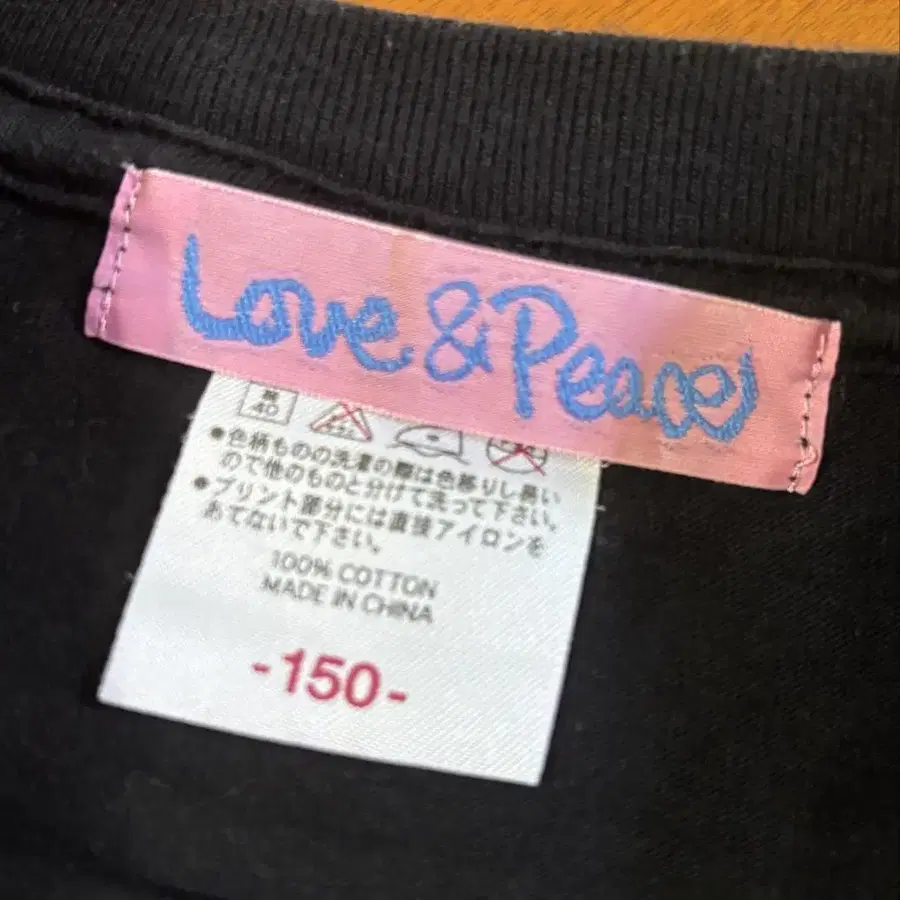 Love & Peace
40
●色柄ものの洗濯の際は色移りし易い
ので他のものと分けて洗って下さい。
●プリント部分には直接アイロンを
あてないで下さい。
100% COTTON
MADE IN CHINA
-150-